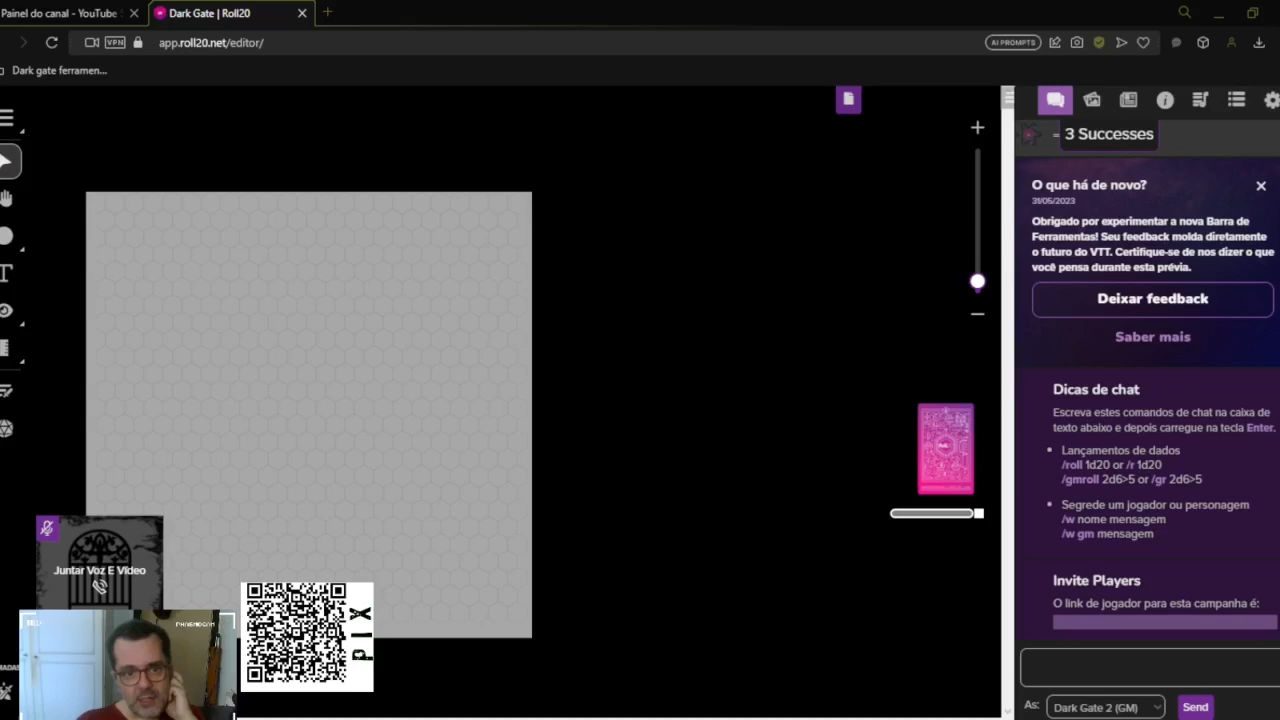 Painel do canal - YouTube
Dark Gate | Roll20
VPN
app.roll20.net/editor/
AI PROMPTS
Dark gate ferramen...
= 3 Successes
O que há de novo?
31/05/2023
Obrigado por experimentar a nova Barra de
Ferramentas! Seu feedback molda diretamente
o futuro do VTT. Certifique-se de nos dizer o que
você pensa durante esta prévia.
Deixar feedback
Saber mais
Dicas de chat
Escreva estes comandos de chat na caixa de
texto abaixo e depois carregue na tecla Enter.
Lançamentos de dados
/roll 1d20 or /r 1d20
/gmroll 2d6>5 or /gr 2d6>5
Segrede um jogador ou personagem
/w nome mensagem
/w gm mensagem
Invite Players
O link de jogador para esta campanha é:
Juntar Voz E Vídeo
PIX
As:
Dark Gate 2 (GM)
Send